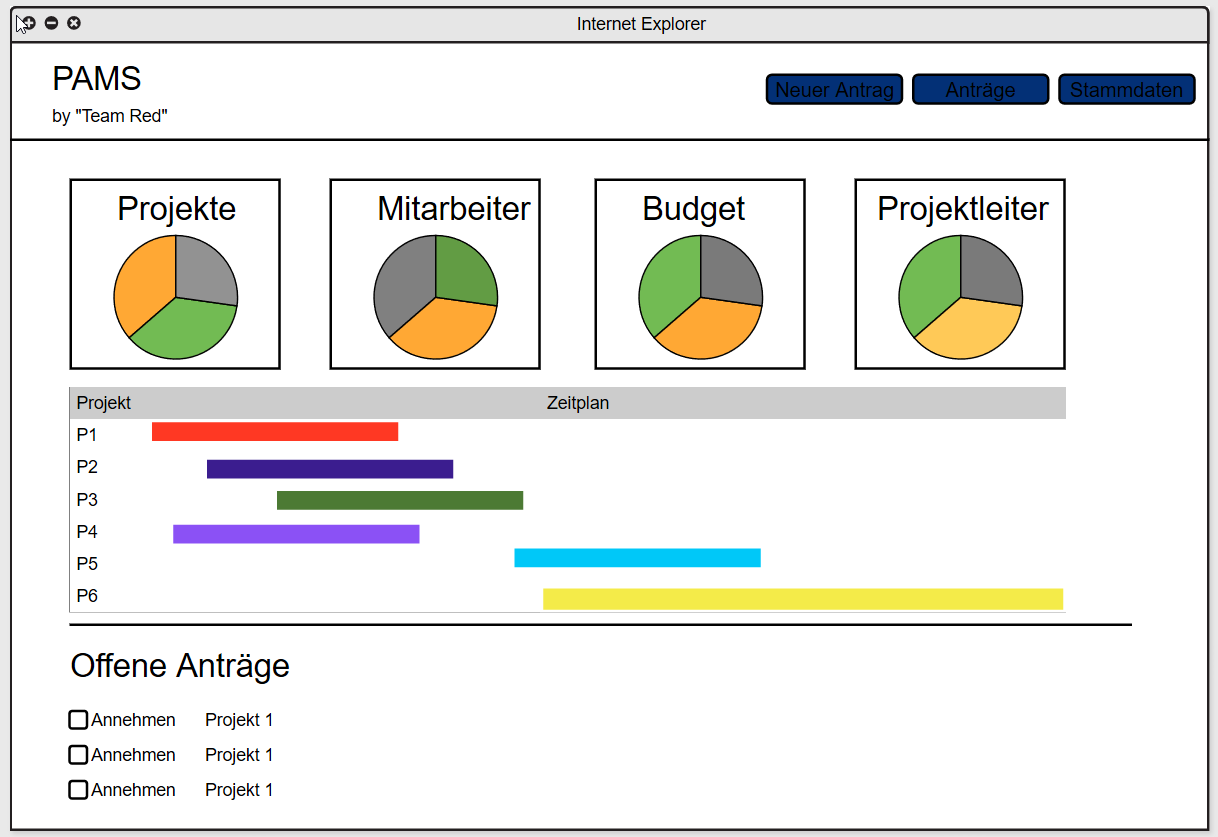 Internet Explorer
PAMS
by "Team Red"
Neuer Antrag Anträge Stammdaten
Projekte Mitarbeiter Budget Projektleiter
Projekt Zeitplan
P1
P2
P3
P4
P5
P6
Offene Anträge
Annehmen Projekt 1
Annehmen Projekt 1
Annehmen Projekt 1